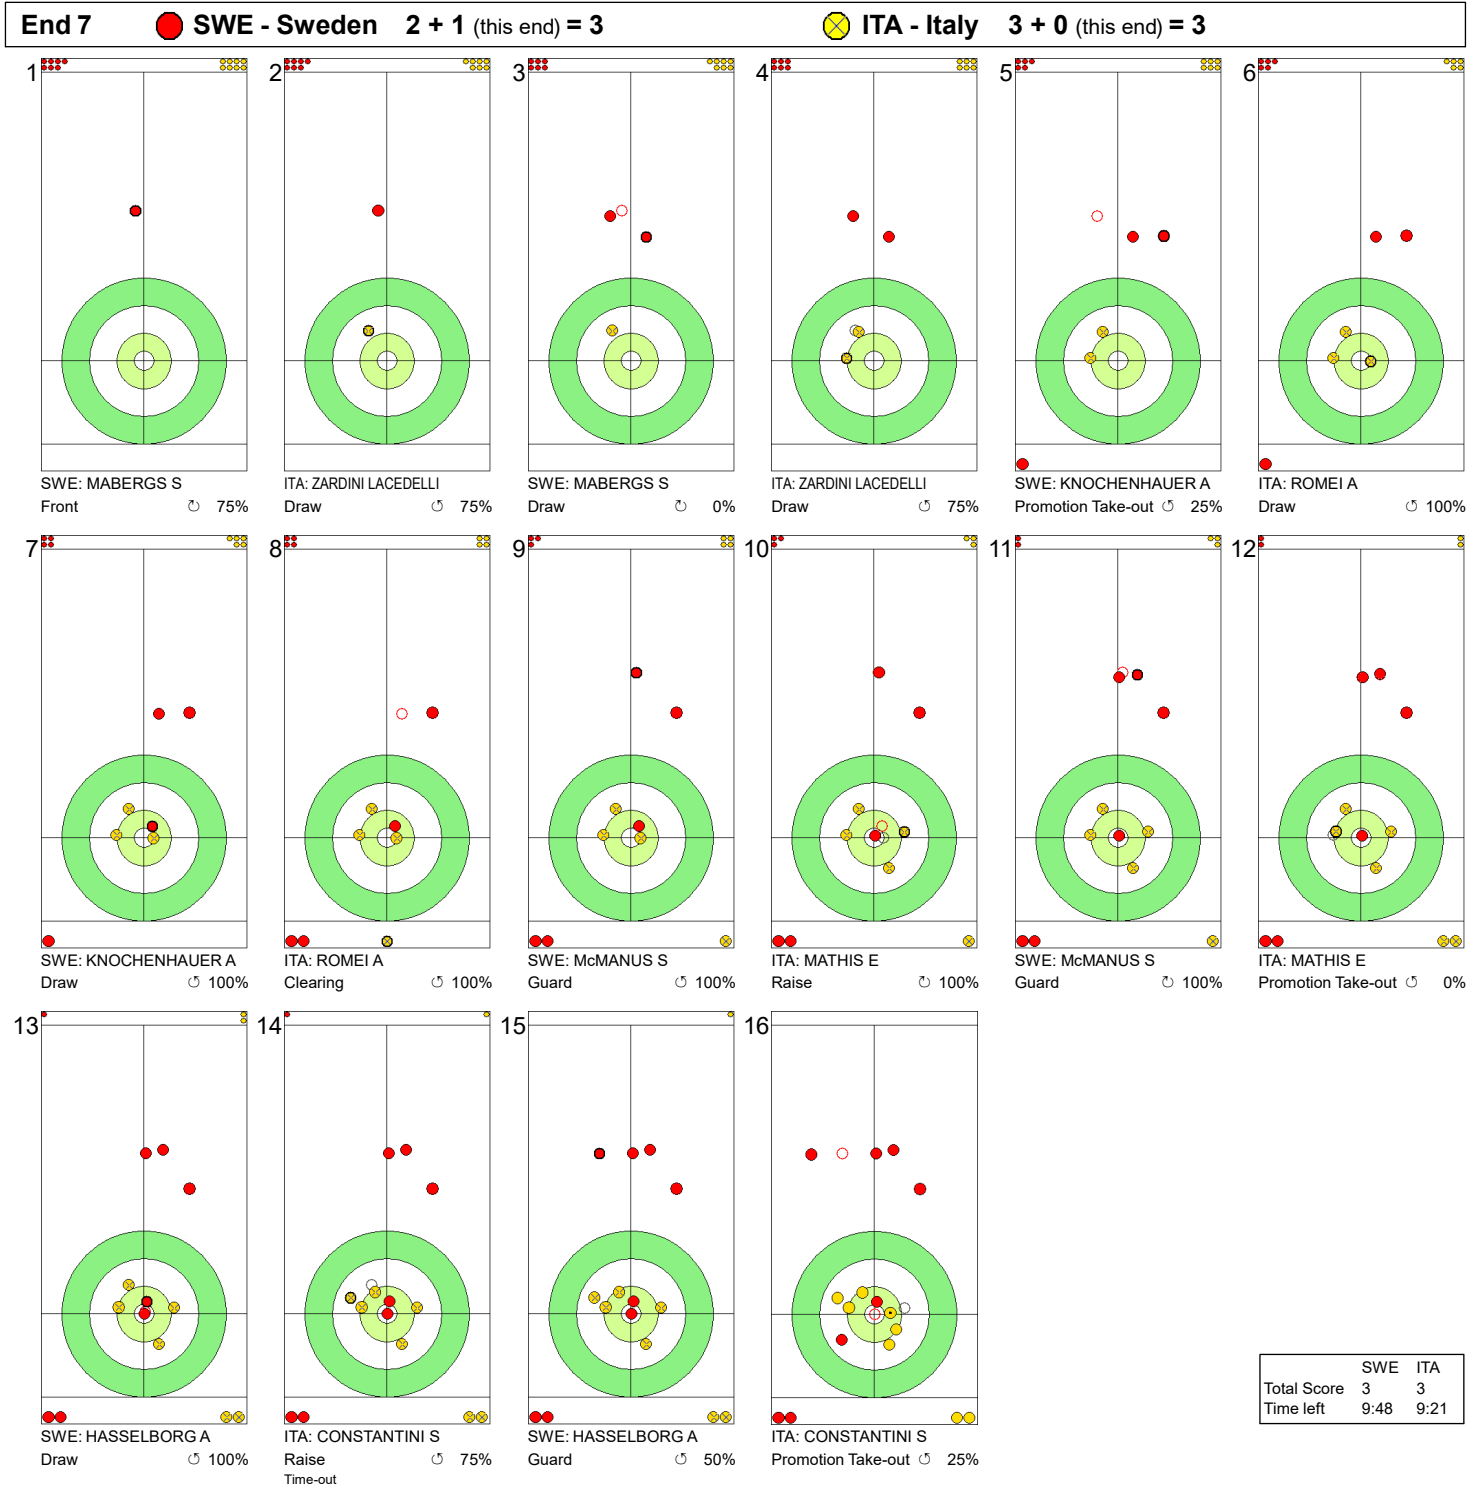 End 7 SWE - Sweden 2 + 1 (this end) = 3 ITA - Italy 3 + 0 (this end) = 3
1 2 3 4 5 6
SWE: MABERGS S ITA: ZARDINI LACEDELLI SWE: MABERGS S ITA: ZARDINI LACEDELLI SWE: KNOCHENHAUER A ITA: ROMEI A
Front ↻ 75% Draw ↺ 75% Draw ↻ 0% Draw ↺ 75% Promotion Take-out ↺ 25% Draw ↺ 100%
7 8 9 10 11 12
SWE: KNOCHENHAUER A ITA: ROMEI A SWE: McMANUS S ITA: MATHIS E SWE: McMANUS S ITA: MATHIS E
Draw ↺ 100% Clearing ↺ 100% Guard ↺ 100% Raise ↻ 100% Guard ↻ 100% Promotion Take-out ↺ 0%
13 14 15 16
SWE ITA
Total Score 3 3
Time left 9:48 9:21
SWE: HASSELBORG A ITA: CONSTANTINI S SWE: HASSELBORG A ITA: CONSTANTINI S
Draw ↺ 100% Raise ↺ 75% Guard ↺ 50% Promotion Take-out ↺ 25%
Time-out